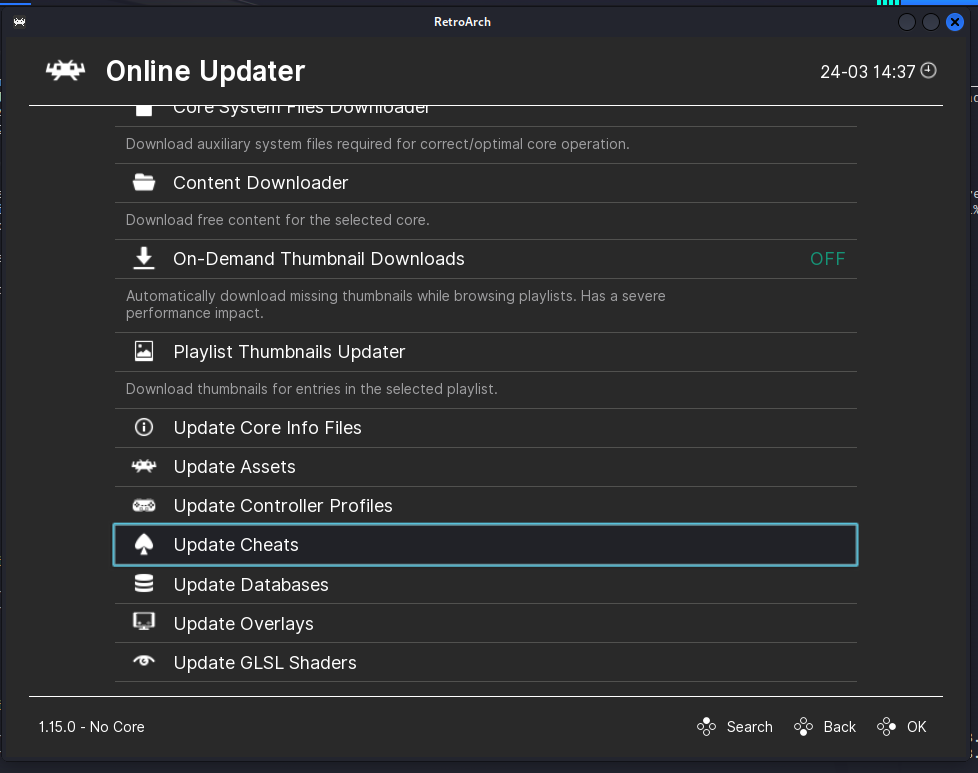 RetroArch
Online Updater
24-03 14:37
Core System Files Downloader
Download auxiliary system files required for correct/optimal core operation.
Content Downloader
Download free content for the selected core.
On-Demand Thumbnail Downloads OFF
Automatically download missing thumbnails while browsing playlists. Has a severe
performance impact.
Playlist Thumbnails Updater
Download thumbnails for entries in the selected playlist.
Update Core Info Files
Update Assets
Update Controller Profiles
Update Cheats
Update Databases
Update Overlays
Update GLSL Shaders
1.15.0 - No Core
Search Back OK